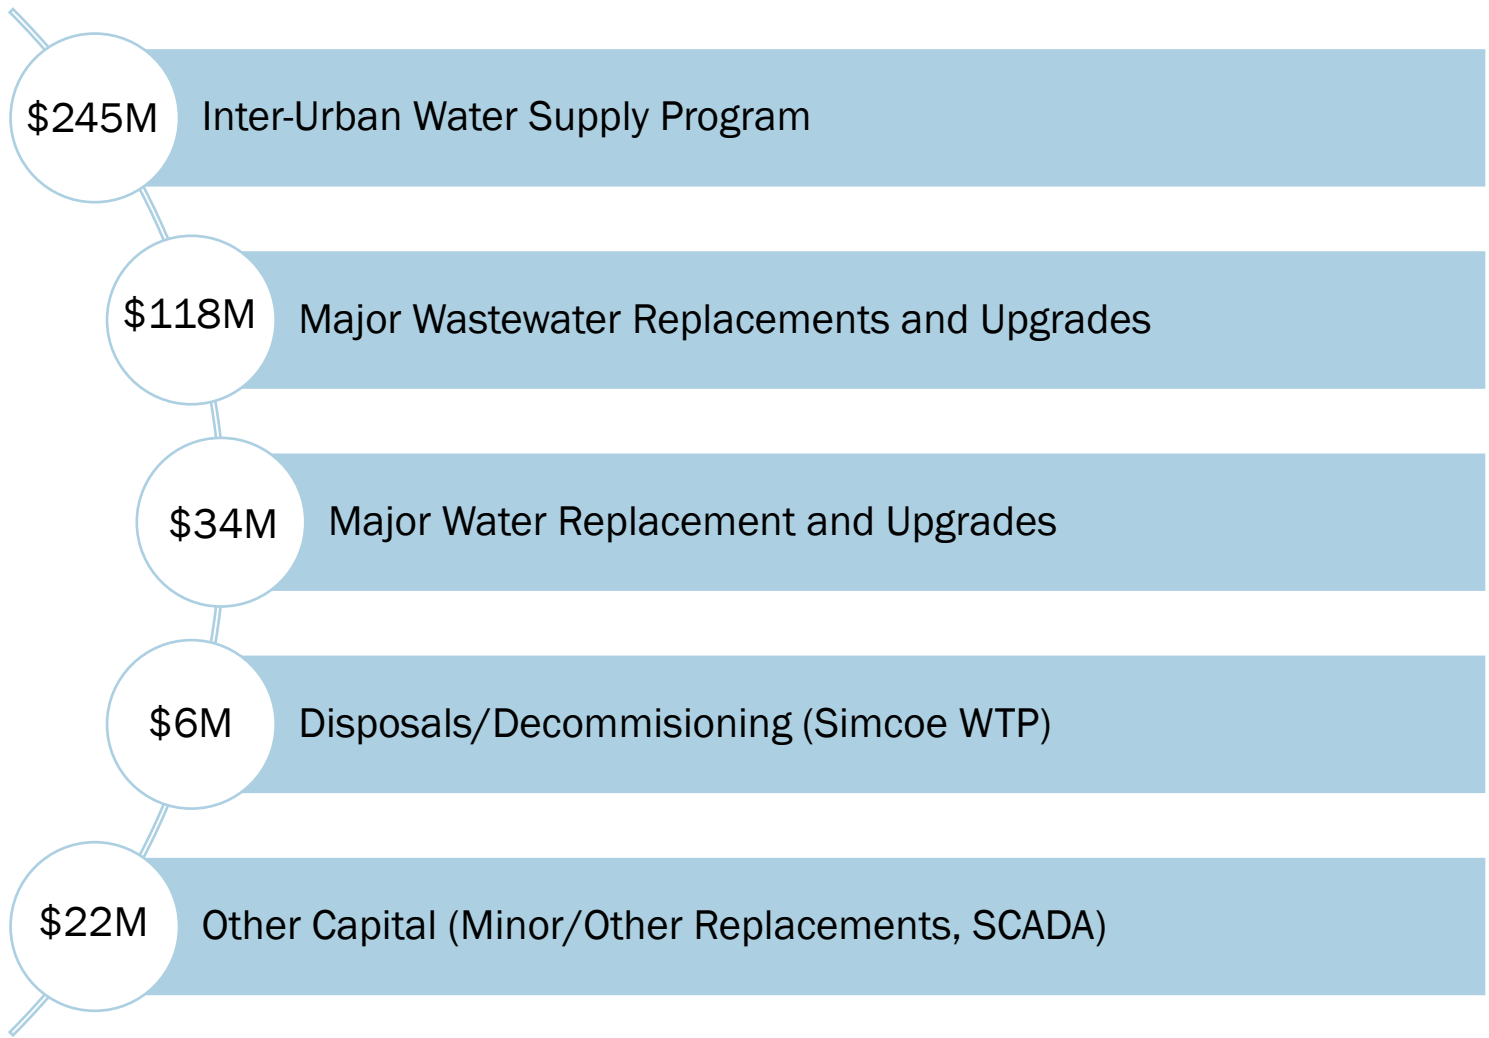 $245M
Inter-Urban Water Supply Program
$118M
Major Wastewater Replacements and Upgrades
$34M
Major Water Replacement and Upgrades
$6M
Disposals/Decommisioning (Simcoe WTP)
$22M
Other Capital (Minor/Other Replacements, SCADA)